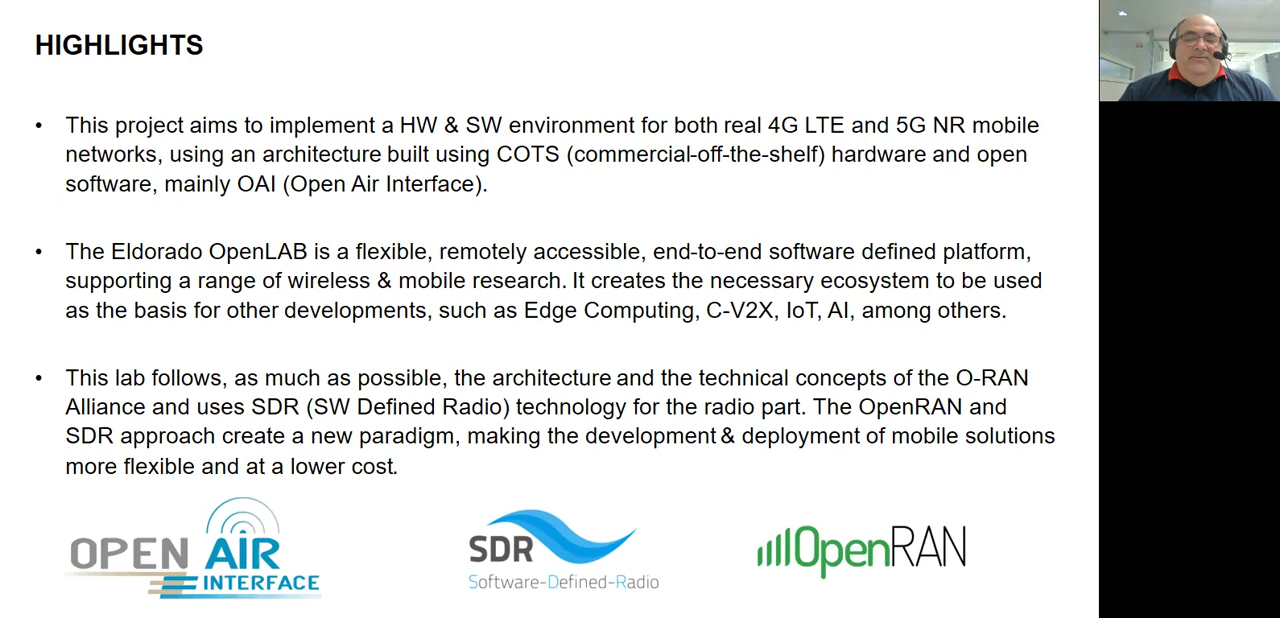 HIGHLIGHTS
• This project aims to implement a HW & SW environment for both real 4G LTE and 5G NR mobile
networks, using an architecture built using COTS (commercial-off-the-shelf) hardware and open
software, mainly OAI (Open Air Interface).
• The Eldorado OpenLAB is a flexible, remotely accessible, end-to-end software defined platform,
supporting a range of wireless & mobile research. It creates the necessary ecosystem to be used
as the basis for other developments, such as Edge Computing, C-V2X, IoT, AI, among others.
• This lab follows, as much as possible, the architecture and the technical concepts of the O-RAN
Alliance and uses SDR (SW Defined Radio) technology for the radio part. The OpenRAN and
SDR approach create a new paradigm, making the development & deployment of mobile solutions
more flexible and at a lower cost.
OPEN AIR
INTERFACE
SDR
Software-Defined-Radio
OpenRAN